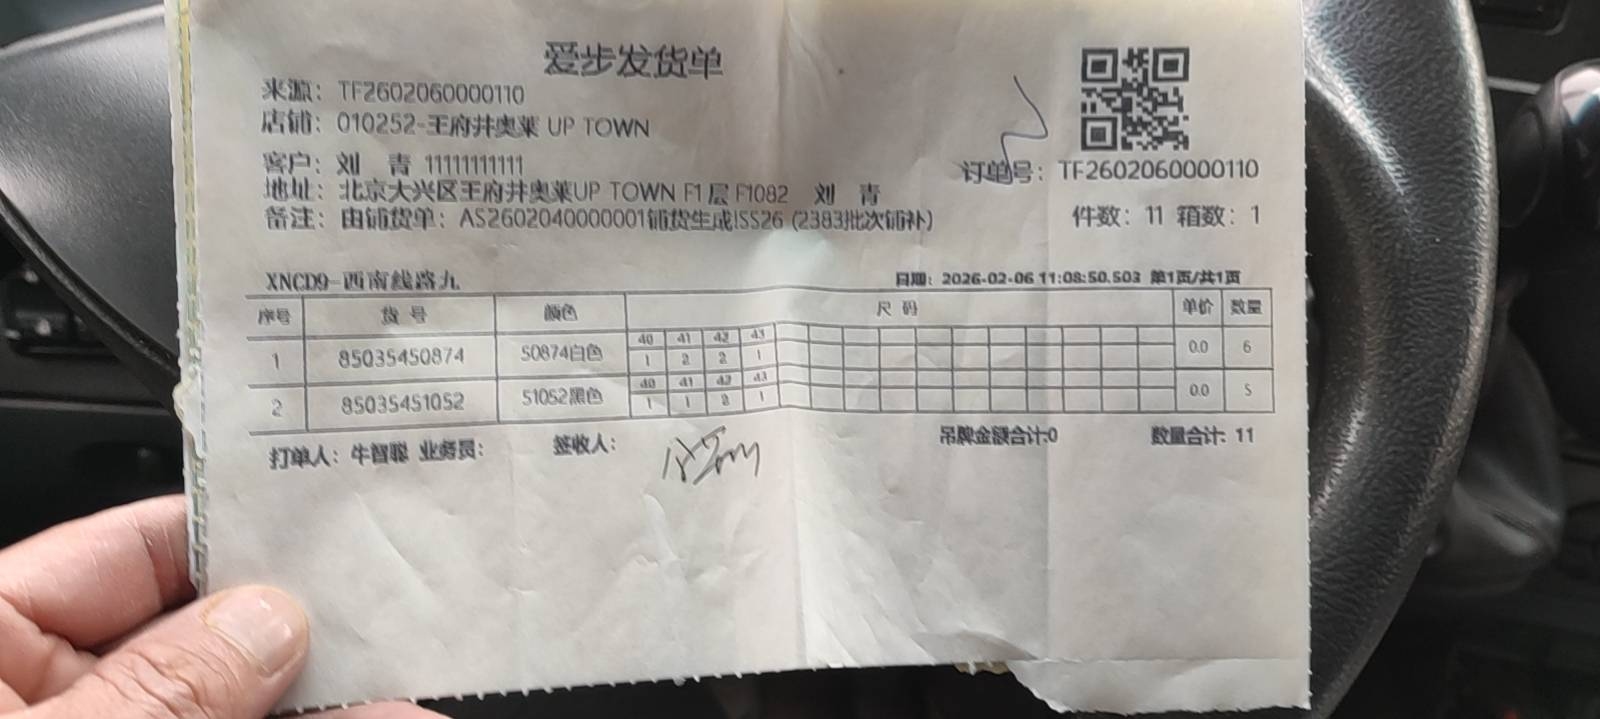 爱步发货单
来源：TF2602060000110
店铺：010252-王府井奥莱 UP TOWN
客户：刘 青 11111111111
订单号：TF2602060000110
地址：北京大兴区王府井奥莱UP TOWN F1层 F1082 刘 青
备注：由铺货单：AS2602040000001铺货生成!SS26 (2383批次铺补)
件数：11 箱数：1
XNCD9-西南线路九
日期：2026-02-06 11:08:50.503 第1页/共1页
序号 货 号 颜色 尺 码 单价 数量
40 41 42 43
1 85035450874 50874白色 1 2 2 1 0.0 6
40 41 42 43
2 85035451052 51052黑色 1 1 2 1 0.0 5
打单人：牛智聪 业务员： 签收人： 吊牌金额合计:0 数量合计: 11